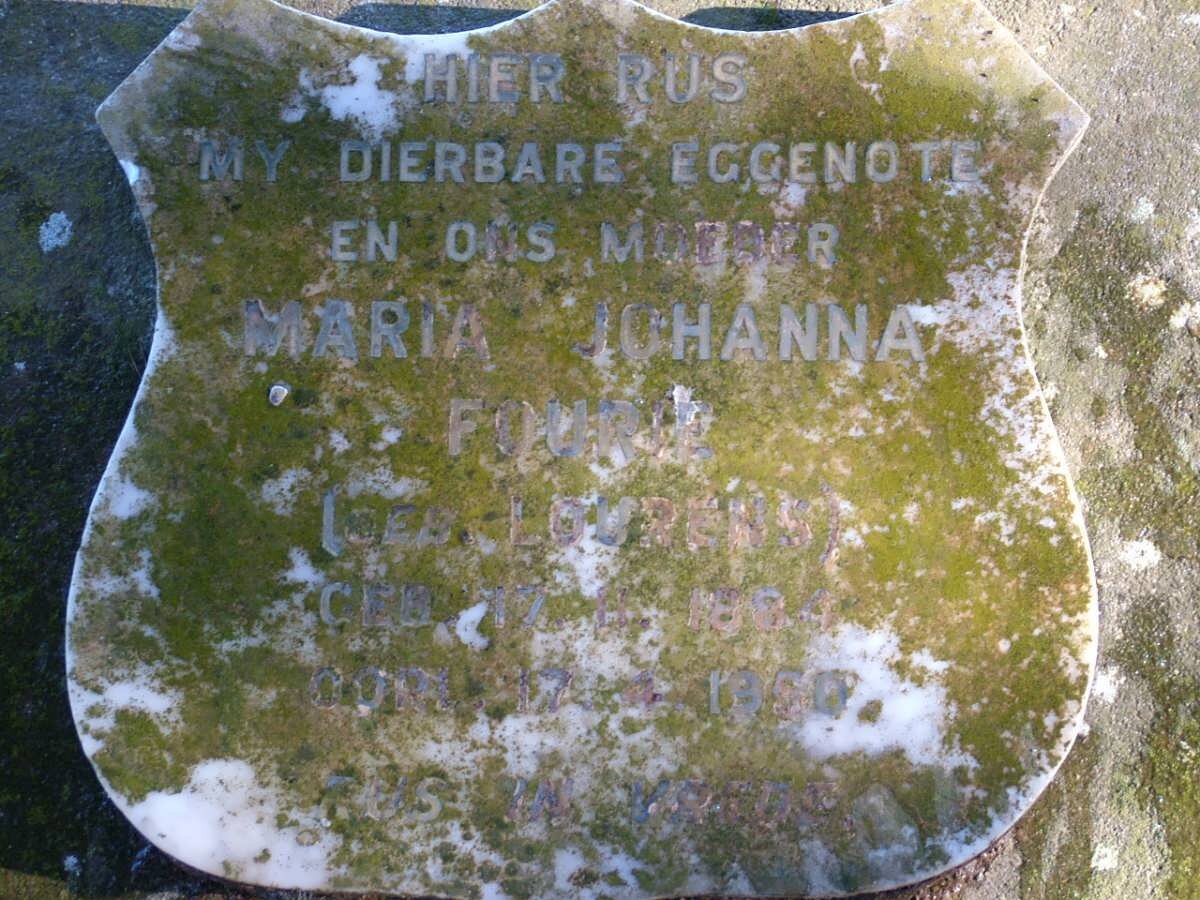 HIER RUS
MY DIERBARE EGGENOTE
EN ONS MOEDER
MARIA JOHANNA
FOURIE
(GEB. LOURENS)
GEB. 17. 11. 1884
OORL. 17. 4. 1950
RUS IN VREDE.